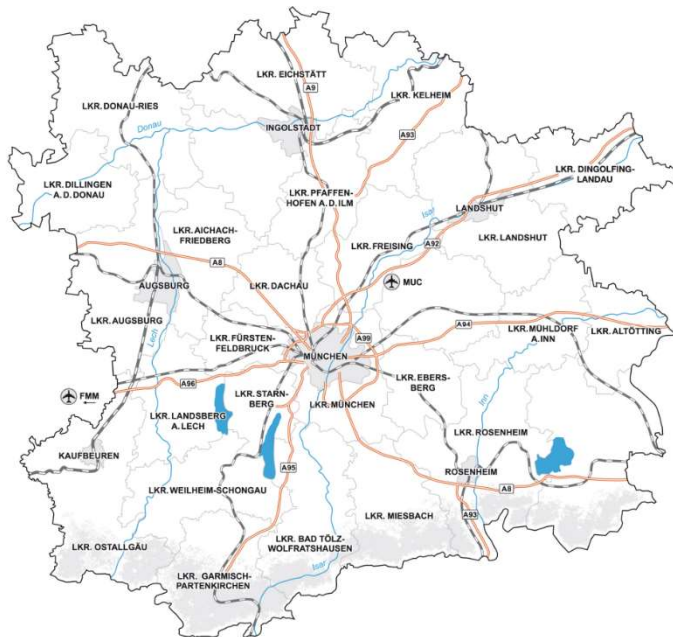 LKR. EICHSTÄTT
A9
LKR. DONAU-RIES
LKR. KELHEIM
Donau
INGOLSTADT
A93
LKR. DILLINGEN
A. D. DONAU
LKR. PFAFFEN-
HOFEN A. D. ILM
LKR. DINGOLFING-
LANDAU
Isar
LANDSHUT
LKR. AICHACH-
FRIEDBERG
LKR. FREISING
A92
LKR. LANDSHUT
A8
AUGSBURG
LKR. DACHAU
MUC
LKR. AUGSBURG
Lech
LKR. FÜRSTEN-
FELDBRUCK
A99
A94
LKR. MÜHLDORF
A. INN
LKR. ALTÖTTING
MÜNCHEN
FMM
A96
LKR. STARN-
BERG
LKR. EBERS-
BERG
Inn
LKR. LANDSBERG
A. LECH
LKR. MÜNCHEN
LKR. ROSENHEIM
KAUFBEUREN
A95
ROSENHEIM
A8
LKR. WEILHEIM-SCHONGAU
A93
LKR. MIESBACH
LKR. OSTALLGÄU
LKR. BAD TÖLZ-
WOLFRATSHAUSEN
LKR. GARMISCH-
PARTENKIRCHEN
Isar